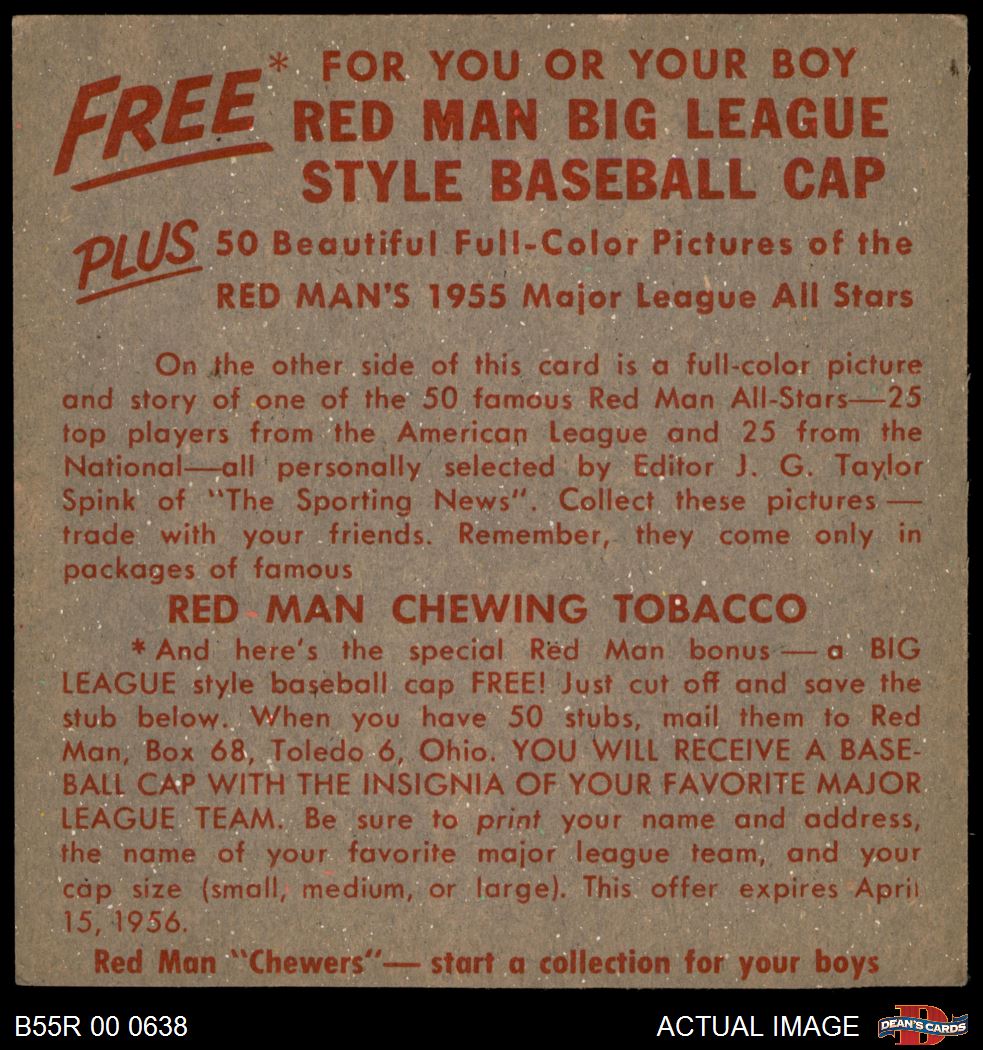 FREE* FOR YOU OR YOUR BOY
RED MAN BIG LEAGUE
STYLE BASEBALL CAP
PLUS 50 Beautiful Full-Color Pictures of the
RED MAN'S 1955 Major League All Stars
On the other side of this card is a full-color picture
and story of one of the 50 famous Red Man All-Stars—25
top players from the American League and 25 from the
National—all personally selected by Editor J. G. Taylor
Spink of "The Sporting News". Collect these pictures —
trade with your friends. Remember, they come only in
packages of famous
RED MAN CHEWING TOBACCO
*And here's the special Red Man bonus — a BIG
LEAGUE style baseball cap FREE! Just cut off and save the
stub below. When you have 50 stubs, mail them to Red
Man, Box 68, Toledo 6, Ohio. YOU WILL RECEIVE A BASE-
BALL CAP WITH THE INSIGNIA OF YOUR FAVORITE MAJOR
LEAGUE TEAM. Be sure to print your name and address,
the name of your favorite major league team, and your
cap size (small, medium, or large). This offer expires April
15, 1956.
Red Man "Chewers"— start a collection for your boys
B55R 00 0638
ACTUAL IMAGE
DEAN'S CARDS